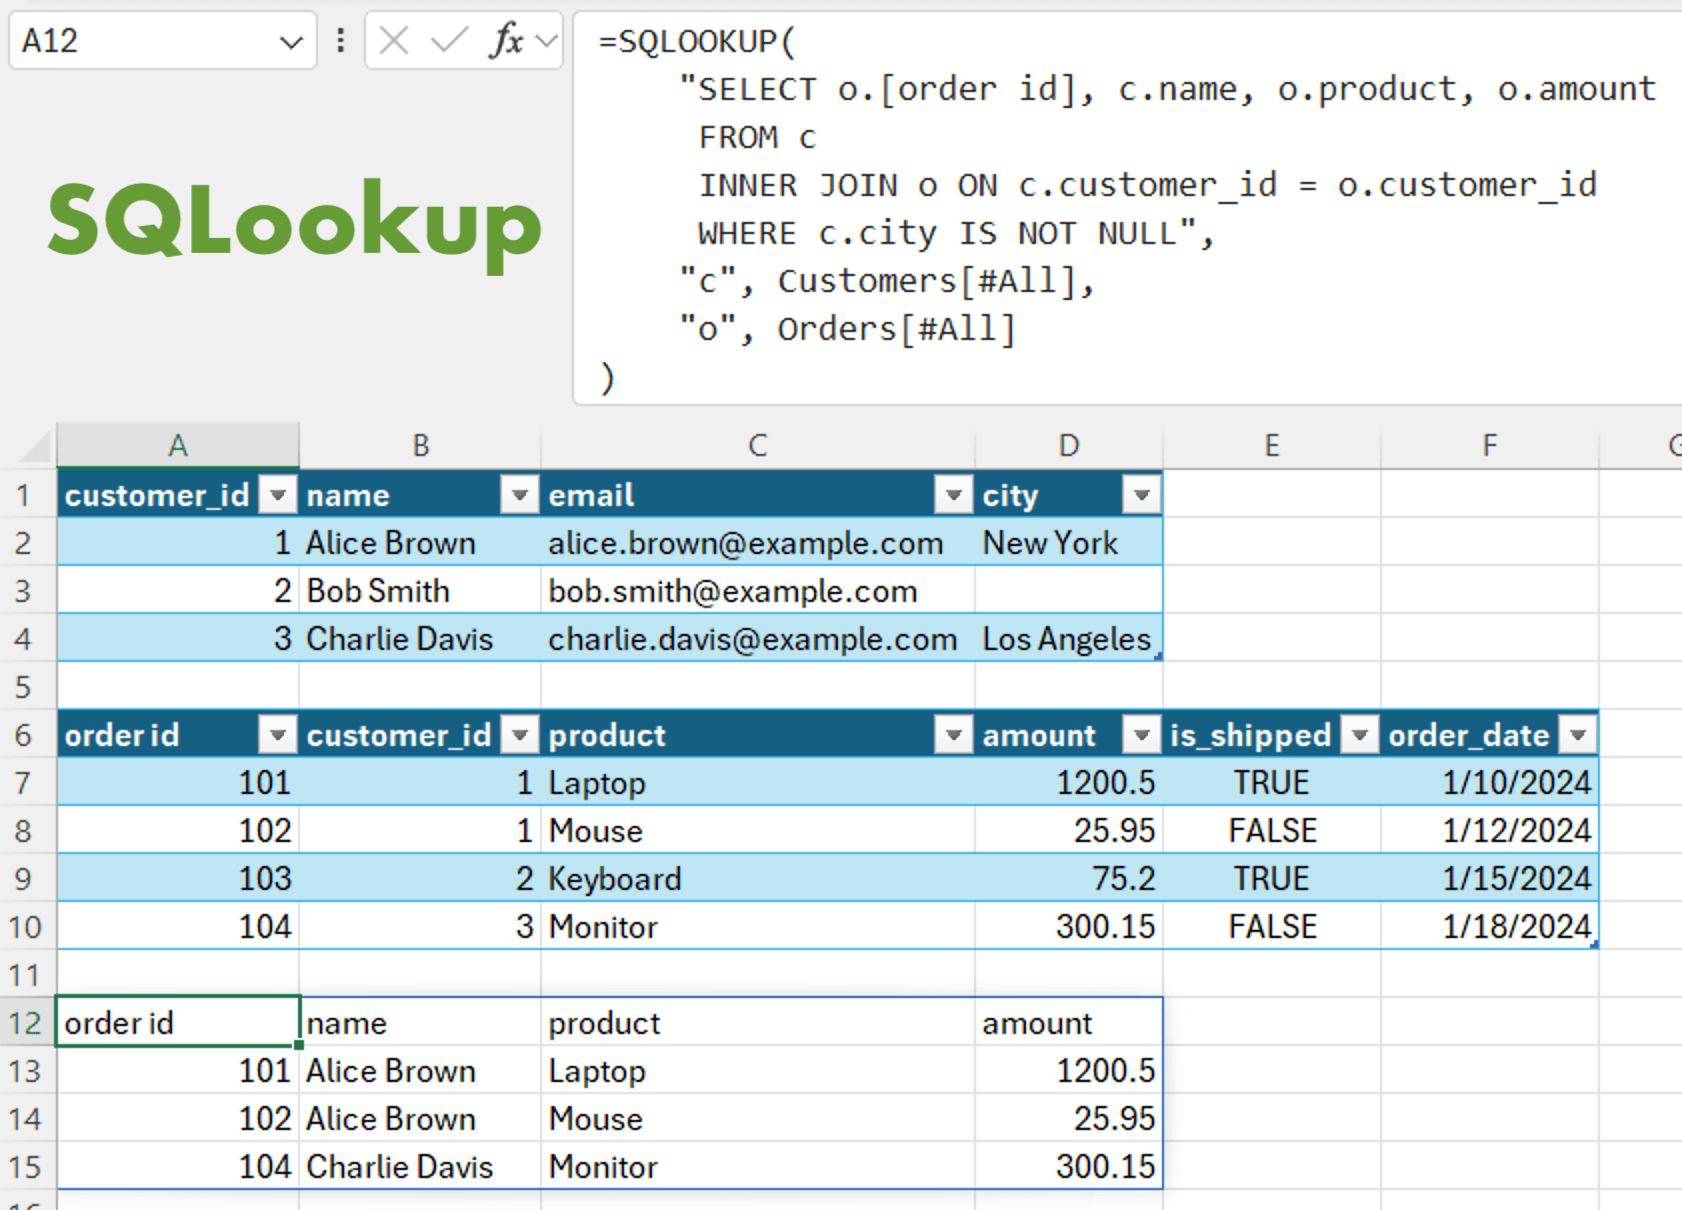 A12
fx
=SQLOOKUP(
"SELECT o.[order id], c.name, o.product, o.amount
FROM c
INNER JOIN o ON c.customer_id = o.customer_id
WHERE c.city IS NOT NULL",
"c", Customers[#All],
"o", Orders[#All]
)
SQLookup
A B C D E F G
1 customer_id name email city
2 1 Alice Brown alice.brown@example.com New York
3 2 Bob Smith bob.smith@example.com
4 3 Charlie Davis charlie.davis@example.com Los Angeles
5
6 order id customer_id product amount is_shipped order_date
7 101 1 Laptop 1200.5 TRUE 1/10/2024
8 102 1 Mouse 25.95 FALSE 1/12/2024
9 103 2 Keyboard 75.2 TRUE 1/15/2024
10 104 3 Monitor 300.15 FALSE 1/18/2024
11
12 order id name product amount
13 101 Alice Brown Laptop 1200.5
14 102 Alice Brown Mouse 25.95
15 104 Charlie Davis Monitor 300.15
16